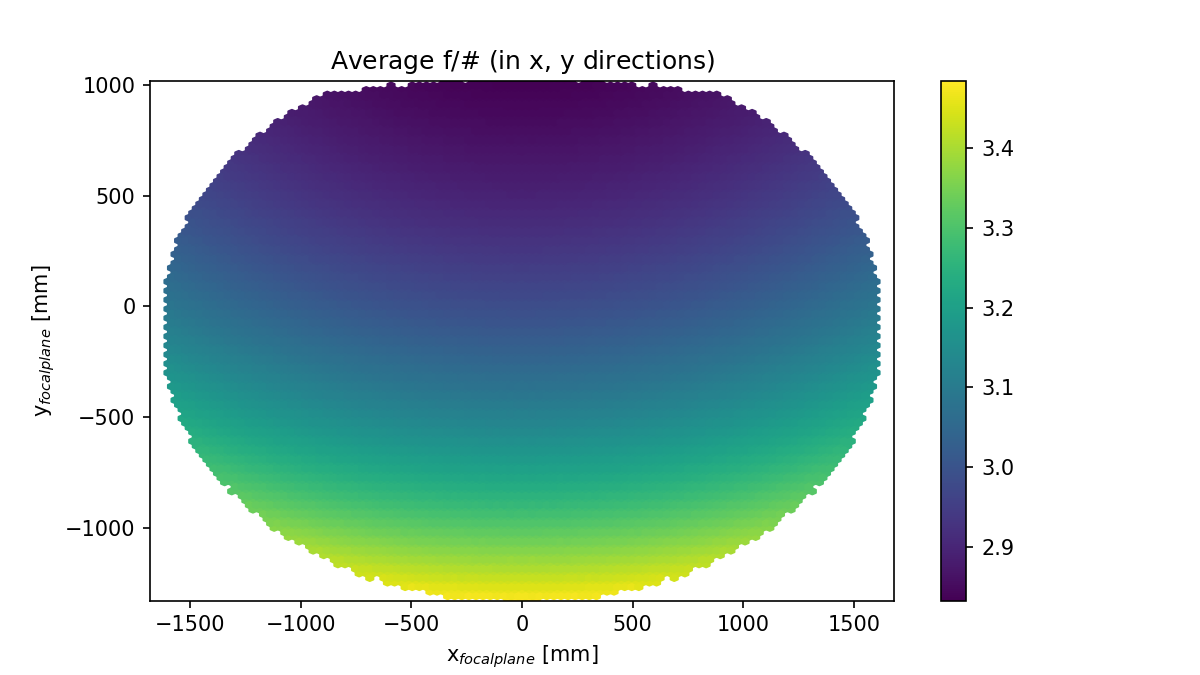 Average f/# (in x, y directions)
1000
500
0
−500
−1000
y_focalplane [mm]
−1500 −1000 −500 0 500 1000 1500
x_focalplane [mm]
3.4
3.3
3.2
3.1
3.0
2.9